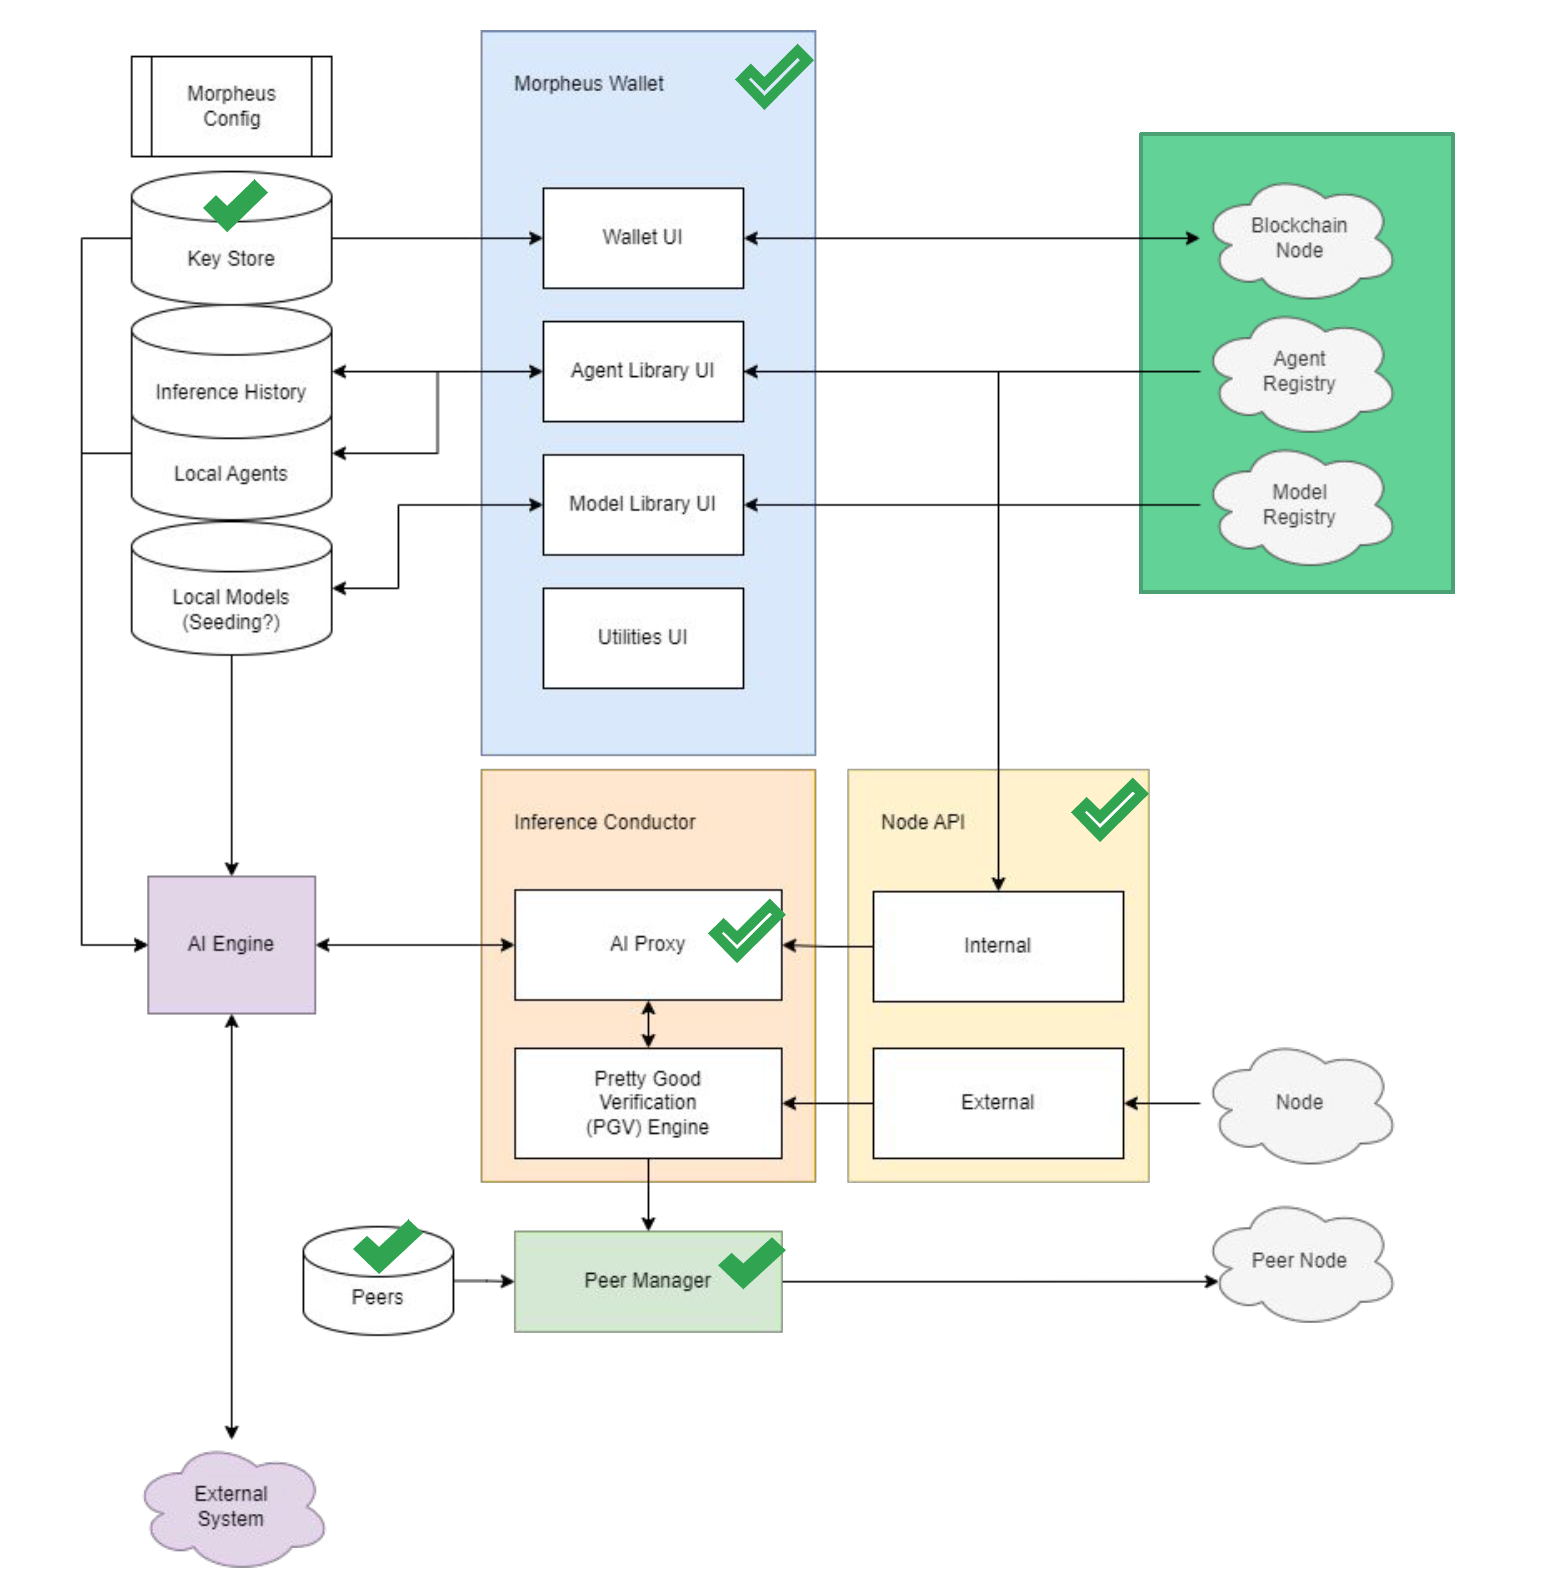 Morpheus
Config
Key Store
Inference History
Local Agents
Local Models
(Seeding?)
Morpheus Wallet
Wallet UI
Agent Library UI
Model Library UI
Utilities UI
Blockchain
Node
Agent
Registry
Model
Registry
Inference Conductor
AI Proxy
Pretty Good
Verification
(PGV) Engine
Node API
Internal
External
AI Engine
Node
Peers
Peer Manager
Peer Node
External
System